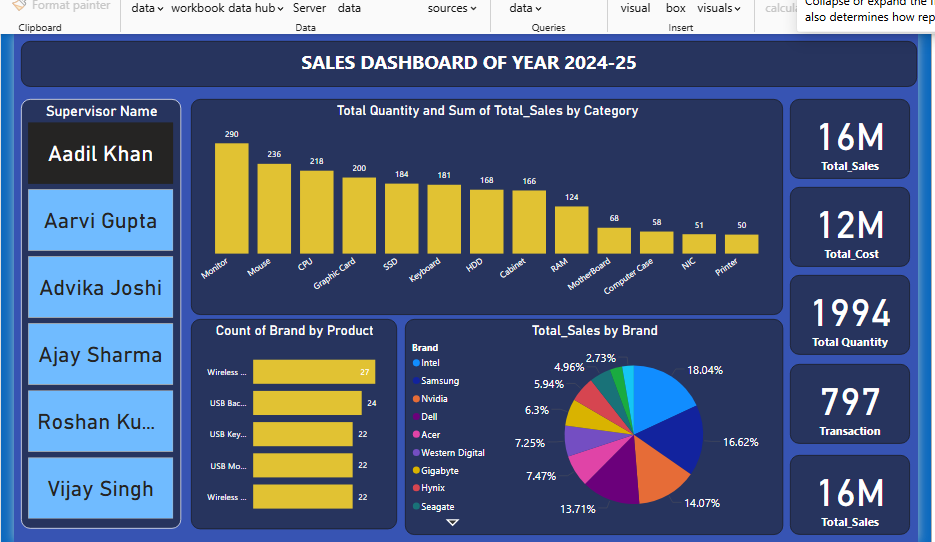 Format painter
data workbook data hub Server data sources data visual box visuals calcula
Collapse or expand the
also determines how rep
Clipboard
Data
Queries
Insert
SALES DASHBOARD OF YEAR 2024-25
Supervisor Name
Aadil Khan
Aarvi Gupta
Advika Joshi
Ajay Sharma
Roshan Ku...
Vijay Singh
Total Quantity and Sum of Total_Sales by Category
290
236
218
200
184
181
168
166
124
68
58
51
50
Monitor
Mouse
CPU
Graphic Card
SSD
Keyboard
HDD
Cabinet
RAM
MotherBoard
Computer Case
NIC
Printer
Count of Brand by Product
Wireless ...
27
USB Bac...
24
USB Key...
22
USB Mo...
22
Wireless ...
22
Total_Sales by Brand
Brand
Intel
Samsung
Nvidia
Dell
Acer
Western Digital
Gigabyte
Hynix
Seagate
18.04%
16.62%
14.07%
13.71%
7.47%
7.25%
6.3%
5.94%
4.96%
2.73%
16M
Total_Sales
12M
Total_Cost
1994
Total Quantity
797
Transaction
16M
Total_Sales